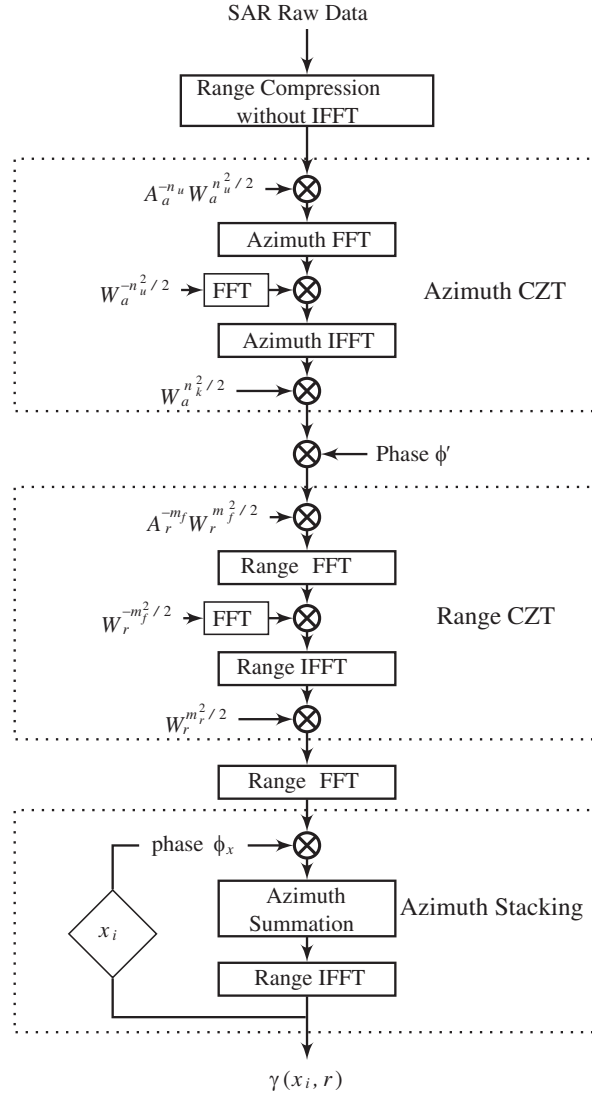 SAR Raw Data
Range Compression
without IFFT
A_a^{-n_u} W_a^{n_u^2/2}
Azimuth FFT
W_a^{-n_u^2/2}
FFT
Azimuth CZT
Azimuth IFFT
W_a^{n_k^2/2}
Phase ϕ′
A_r^{-m_f} W_r^{m_f^2/2}
Range FFT
W_r^{-m_f^2/2}
FFT
Range CZT
Range IFFT
W_r^{m_r^2/2}
Range FFT
phase ϕ_x
Azimuth
Summation
Azimuth Stacking
x_i
Range IFFT
γ(x_i, r)